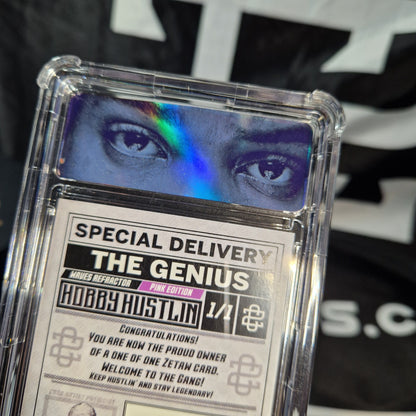 SPECIAL DELIVERY
THE GENIUS
WAVES REFRACTOR PINK EDITION
HOBBY HUSTLIN 1/1
CONGRATULATIONS!
YOU ARE NOW THE PROUD OWNER
OF A ONE OF ONE ZETAW CARD.
WELCOME TO THE GANG!
KEEP HUSTLIN' AND STAY LEGENDARY!
S.C